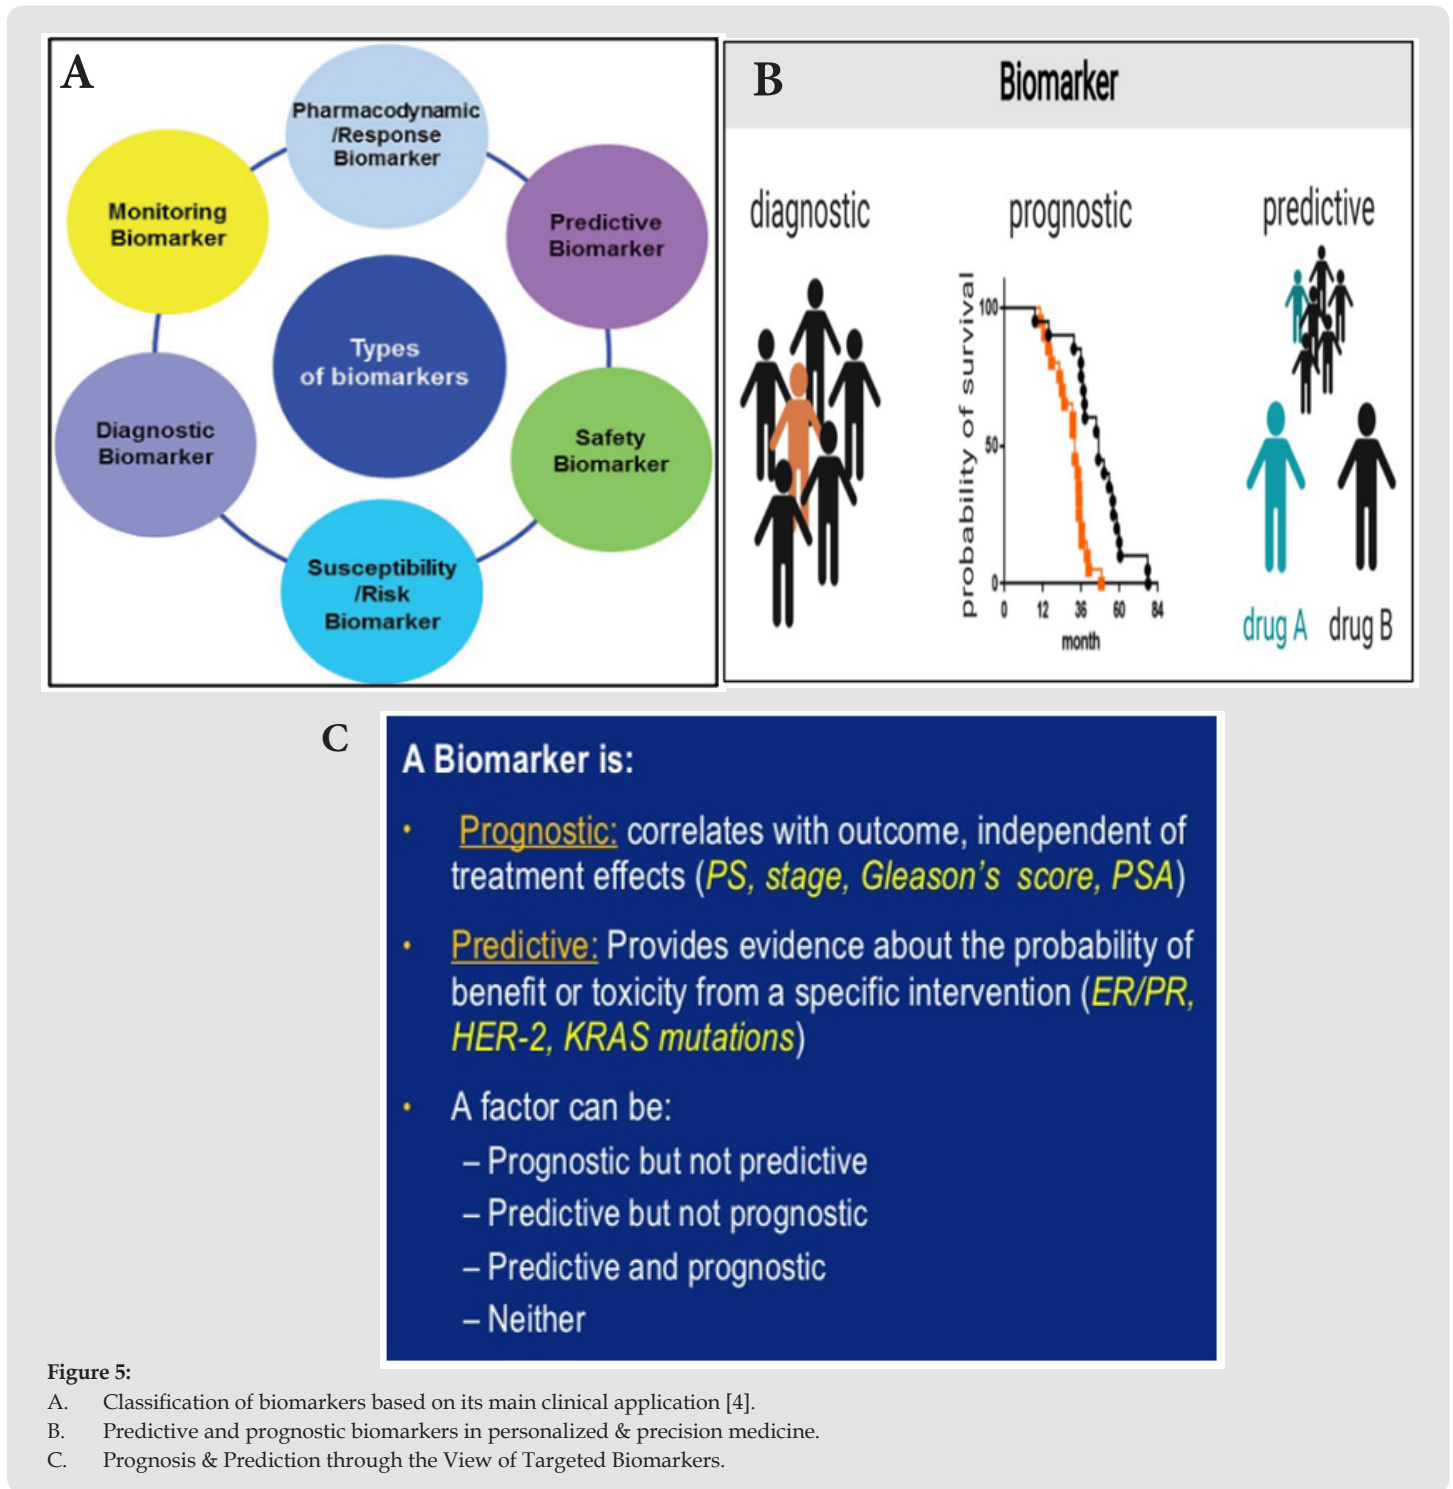 A
Pharmacodynamic
/Response
Biomarker
Monitoring
Biomarker
Predictive
Biomarker
Types
of biomarkers
Diagnostic
Biomarker
Safety
Biomarker
Susceptibility
/Risk
Biomarker
B
Biomarker
diagnostic
prognostic
predictive
probability of survival
100
50
0
0 12 36 60 84
month
drug A drug B
C
A Biomarker is:
• Prognostic: correlates with outcome, independent of
treatment effects (PS, stage, Gleason's score, PSA)
• Predictive: Provides evidence about the probability of
benefit or toxicity from a specific intervention (ER/PR,
HER-2, KRAS mutations)
• A factor can be:
– Prognostic but not predictive
– Predictive but not prognostic
– Predictive and prognostic
– Neither
Figure 5:
A. Classification of biomarkers based on its main clinical application [4].
B. Predictive and prognostic biomarkers in personalized & precision medicine.
C. Prognosis & Prediction through the View of Targeted Biomarkers.